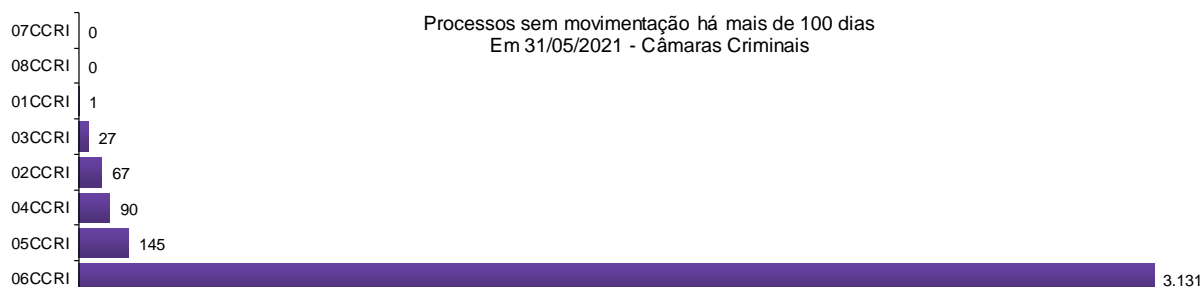 Processos sem movimentação há mais de 100 dias
Em 31/05/2021 - Câmaras Criminais
07CCRI 0
08CCRI 0
01CCRI 1
03CCRI 27
02CCRI 67
04CCRI 90
05CCRI 145
06CCRI 3.131